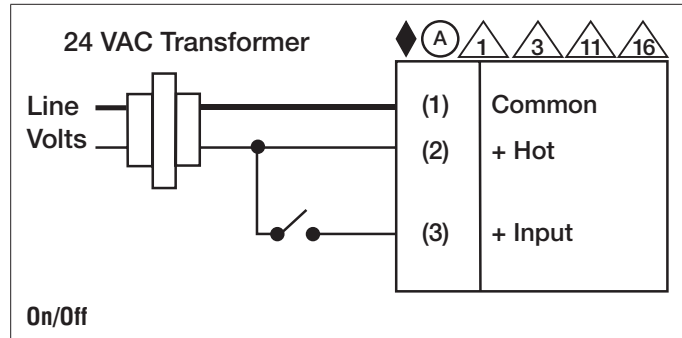 24 VAC Transformer
A 1 3 11 16
Line
Volts
(1) Common
(2) + Hot
(3) + Input
On/Off